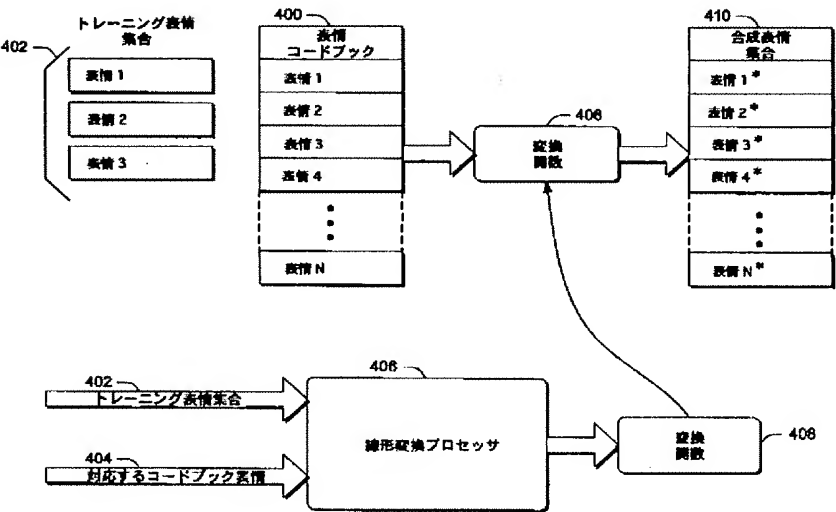 トレーニング表情
集合
402
表情 1
表情 2
表情 3
400
表情
コードブック
表情 1
表情 2
表情 3
表情 4
表情 N
408
変換
関数
410
合成表情
集合
表情 1*
表情 2*
表情 3*
表情 4*
表情 N*
402
トレーニング表情集合
404
対応するコードブック表情
406
線形変換プロセッサ
変換
関数
408